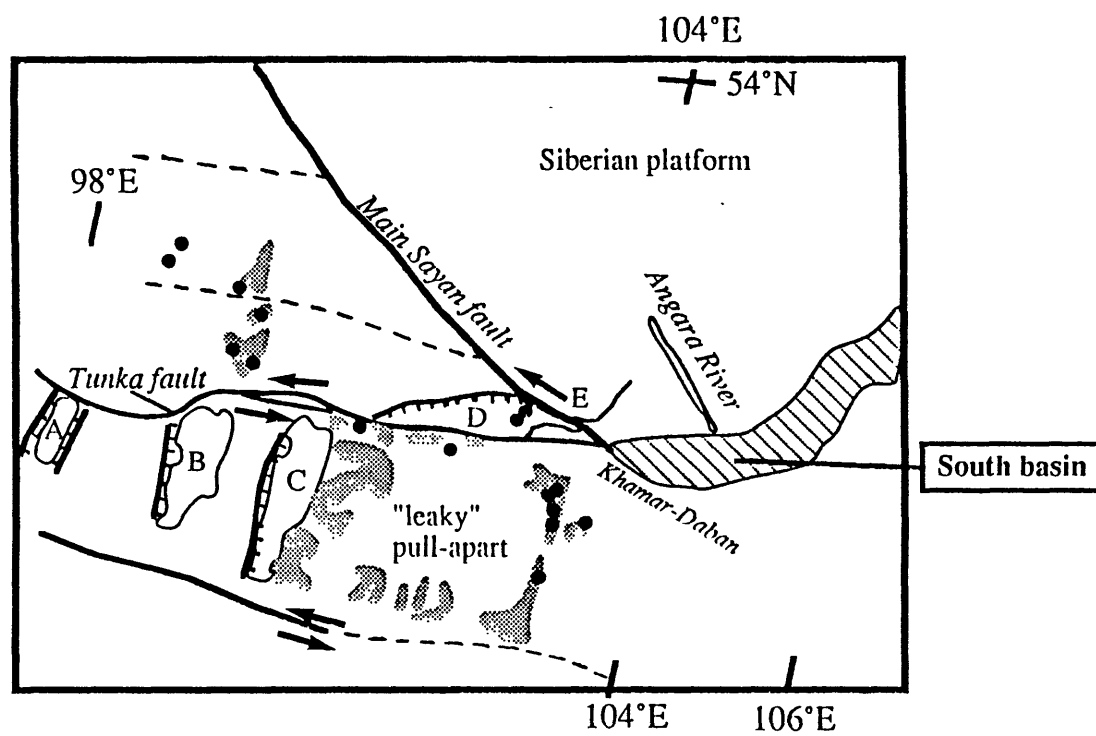 104°E
54°N
Siberian platform
98°E
Main Sayan fault
Angara River
Tunka fault
E
D
A
B
C
South basin
Khamar-Daban
"leaky"
pull-apart
104°E
106°E